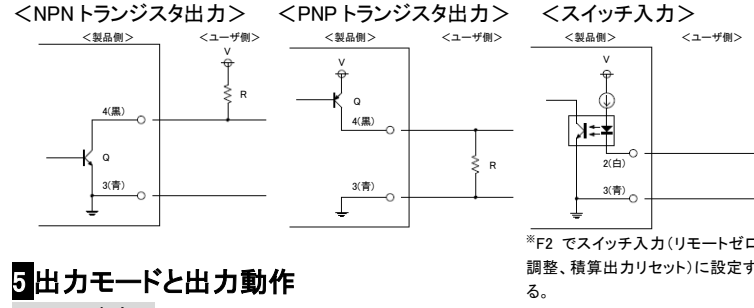 <NPNトランジスタ出力> <PNPトランジスタ出力> <スイッチ入力>
<製品側> <ユーザ側> <製品側> <ユーザ側> <製品側> <ユーザ側>
V
R
4(黒)
Q
3(青)
V
Q
4(黒)
R
3(青)
V
2(白)
3(青)
※F2 でスイッチ入力(リモートゼロ
調整、積算出力リセット)に設定す
る。
5 出力モードと出力動作